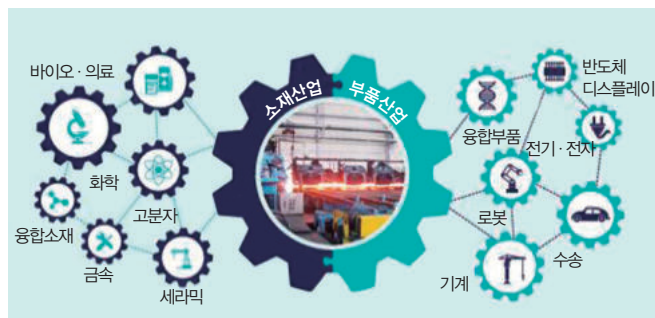 바이오 · 의료
화학
고분자
융합소재
금속
세라믹
소재산업
부품산업
반도체
디스플레이
융합부품
전기 · 전자
로봇
수송
기계